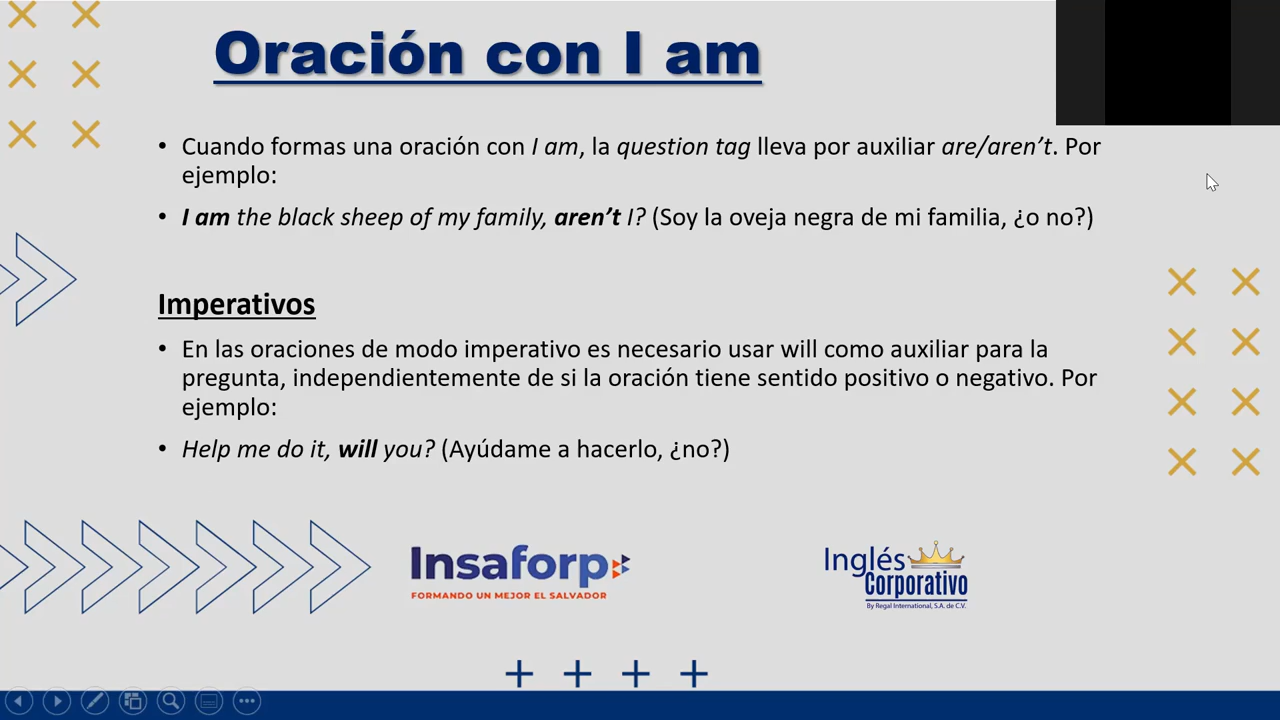 Oración con I am
• Cuando formas una oración con I am, la question tag lleva por auxiliar are/aren’t. Por
ejemplo:
• I am the black sheep of my family, aren’t I? (Soy la oveja negra de mi familia, ¿o no?)
Imperativos
• En las oraciones de modo imperativo es necesario usar will como auxiliar para la
pregunta, independientemente de si la oración tiene sentido positivo o negativo. Por
ejemplo:
• Help me do it, will you? (Ayúdame a hacerlo, ¿no?)
Insaforp
FORMANDO UN MEJOR EL SALVADOR
Inglés
Corporativo
By Regal International, S.A. de C.V.